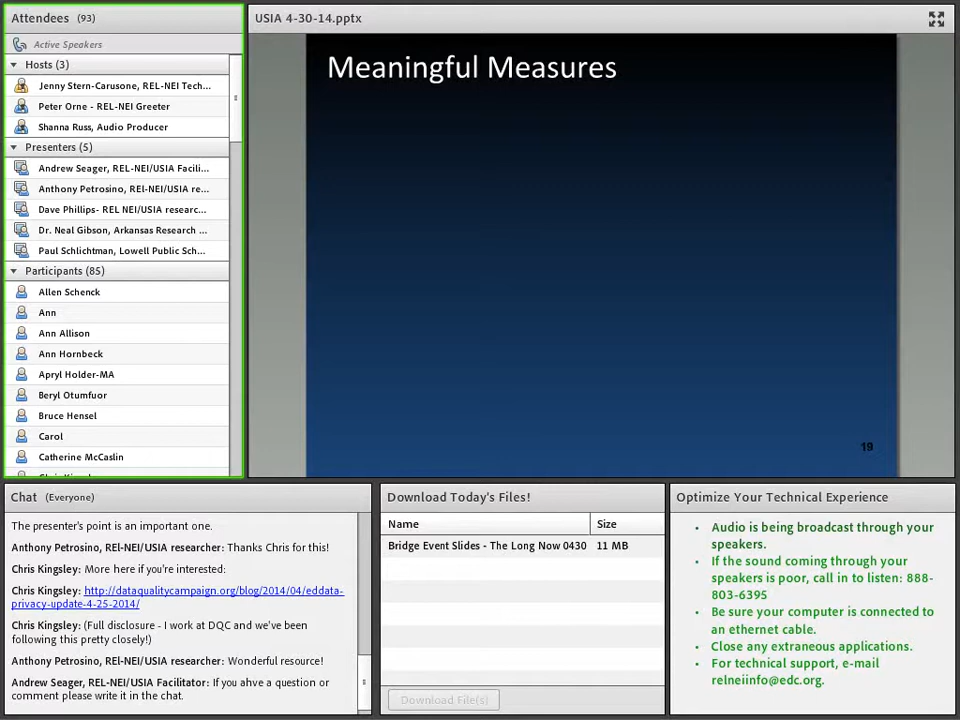 Attendees (93)
Active Speakers
Hosts (3)
Jenny Stern-Carusone, REL-NEI Tech...
Peter Orne - REL-NEI Greeter
Shanna Russ, Audio Producer
Presenters (5)
Andrew Seager, REL-NEI/USIA Facili...
Anthony Petrosino, REl-NEI/USIA re...
Dave Phillips- REL NEI/USIA researc...
Dr. Neal Gibson, Arkansas Research ...
Paul Schlichtman, Lowell Public Sch...
Participants (85)
Allen Schenck
Ann
Ann Allison
Ann Hornbeck
Apryl Holder-MA
Beryl Otumfuor
Bruce Hensel
Carol
Catherine McCaslin
USIA 4-30-14.pptx
Meaningful Measures
19
Chat (Everyone)
The presenter's point is an important one.
Anthony Petrosino, REl-NEI/USIA researcher: Thanks Chris for this!
Chris Kingsley: More here if you're interested:
Chris Kingsley: http://dataqualitycampaign.org/blog/2014/04/eddata-
privacy-update-4-25-2014/
Chris Kingsley: (Full disclosure - I work at DQC and we've been
following this pretty closely!)
Anthony Petrosino, REl-NEI/USIA researcher: Wonderful resource!
Andrew Seager, REL-NEI/USIA Facilitator: If you ahve a question or
comment please write it in the chat.
Download Today's Files!
Name Size
Bridge Event Slides - The Long Now 0430 11 MB
Download File(s)
Optimize Your Technical Experience
• Audio is being broadcast through your
speakers.
• If the sound coming through your
speakers is poor, call in to listen: 888-
803-6395
• Be sure your computer is connected to
an ethernet cable.
• Close any extraneous applications.
• For technical support, e-mail
relneiinfo@edc.org.